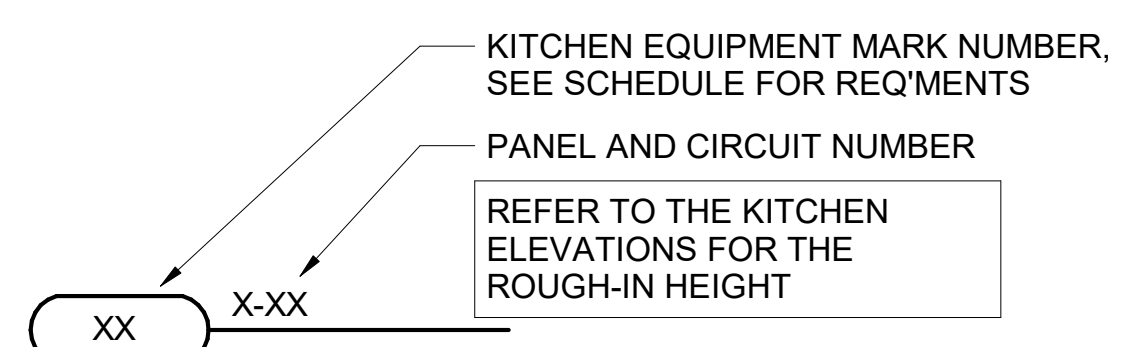 KITCHEN EQUIPMENT MARK NUMBER,
SEE SCHEDULE FOR REQ'MENTS
PANEL AND CIRCUIT NUMBER
REFER TO THE KITCHEN
ELEVATIONS FOR THE
ROUGH-IN HEIGHT
X-XX
XX